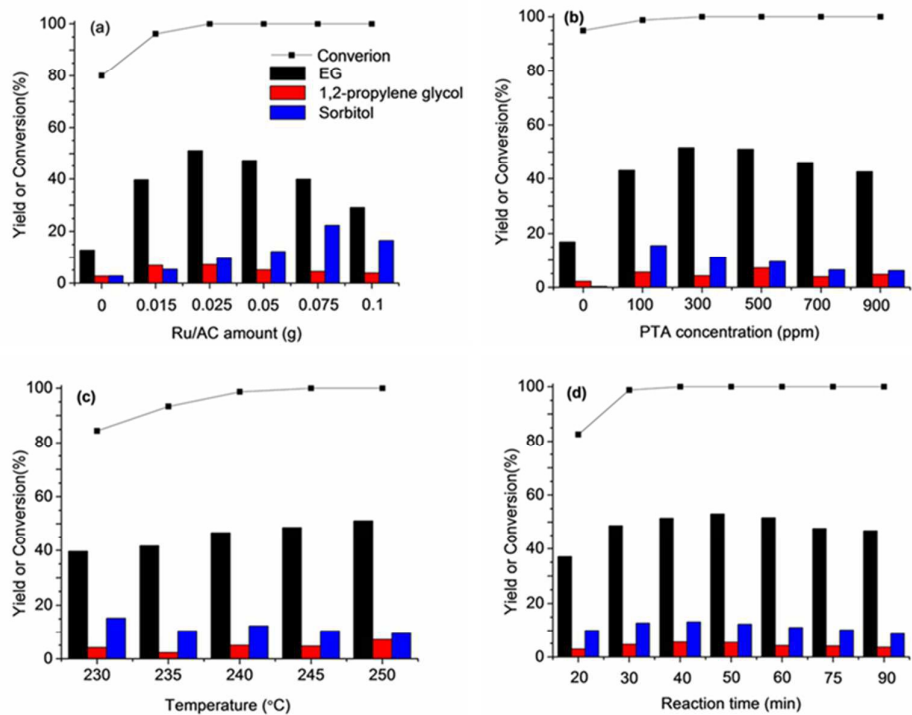 (a)
Yield or Conversion(%)
100
80
60
40
20
0
Converion
EG
1,2-propylene glycol
Sorbitol
0 0.015 0.025 0.05 0.075 0.1
Ru/AC amount (g)
(b)
Yield or Conversion(%)
100
80
60
40
20
0
0 100 300 500 700 900
PTA concentration (ppm)
(c)
Yield or Conversion(%)
100
80
60
40
20
0
230 235 240 245 250
Temperature (°C)
(d)
Yield or Conversion(%)
100
80
60
40
20
0
20 30 40 50 60 75 90
Reaction time (min)